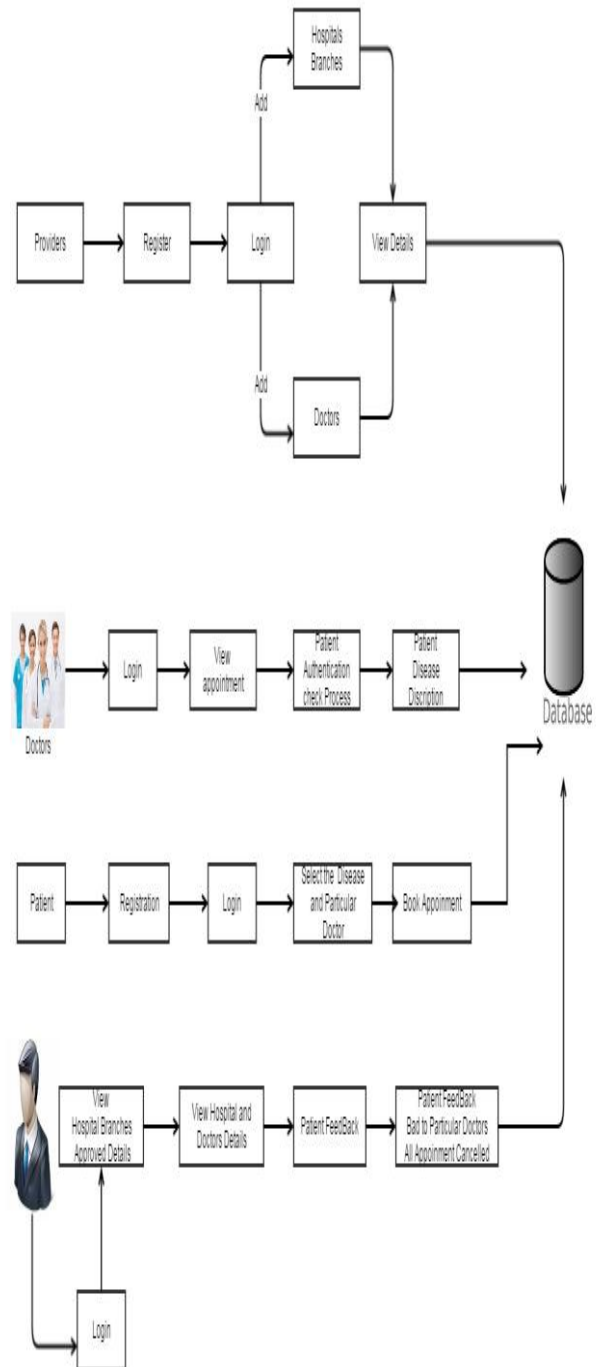 Hospitals
Branches
Add
Providers
Register
Login
View Details
Add
Doctors
Database
Login
View
appointment
Patient
Authentication
check Process
Patient
Disease
Discription
Doctors
Patient
Registration
Login
Select the Disease
and Particular
Doctor
Book Appoinment
View
Hospital Branches
Approved Details
View Hospital and
Doctors Details
Patient FeedBack
Patient FeedBack
Bad to Particular Doctors
All Appoinment Cancelled
Login